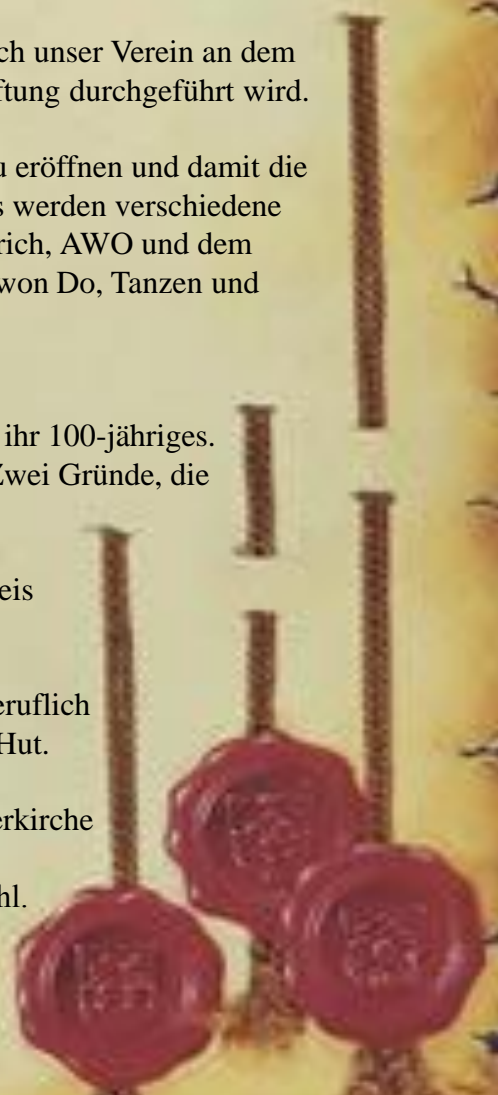 ch unser Verein an dem
ftung durchgeführt wird.
u eröffnen und damit die
s werden verschiedene
rich, AWO und dem
won Do, Tanzen und
ihr 100-jähriges.
Zwei Gründe, die
eis
eruflich
Hut.
erkirche
hl.